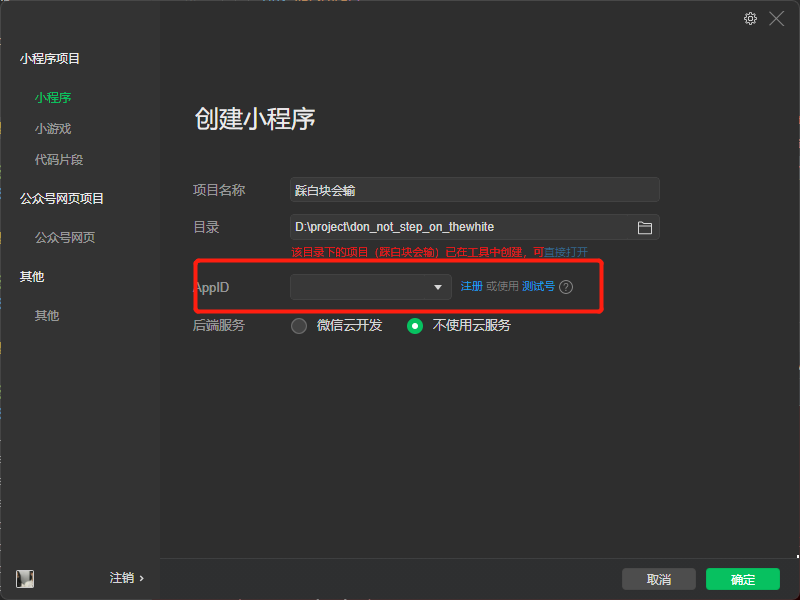 小程序项目
小程序
小游戏
代码片段
公众号网页项目
公众号网页
其他
其他
注销 ›
创建小程序
项目名称 踩白块会输
目录 D:\project\don_not_step_on_thewhite
该目录下的项目（踩白块会输）已在工具中创建，可直接打开
AppID 注册 或使用 测试号 ?
后端服务 微信云开发 不使用云服务
取消 确定